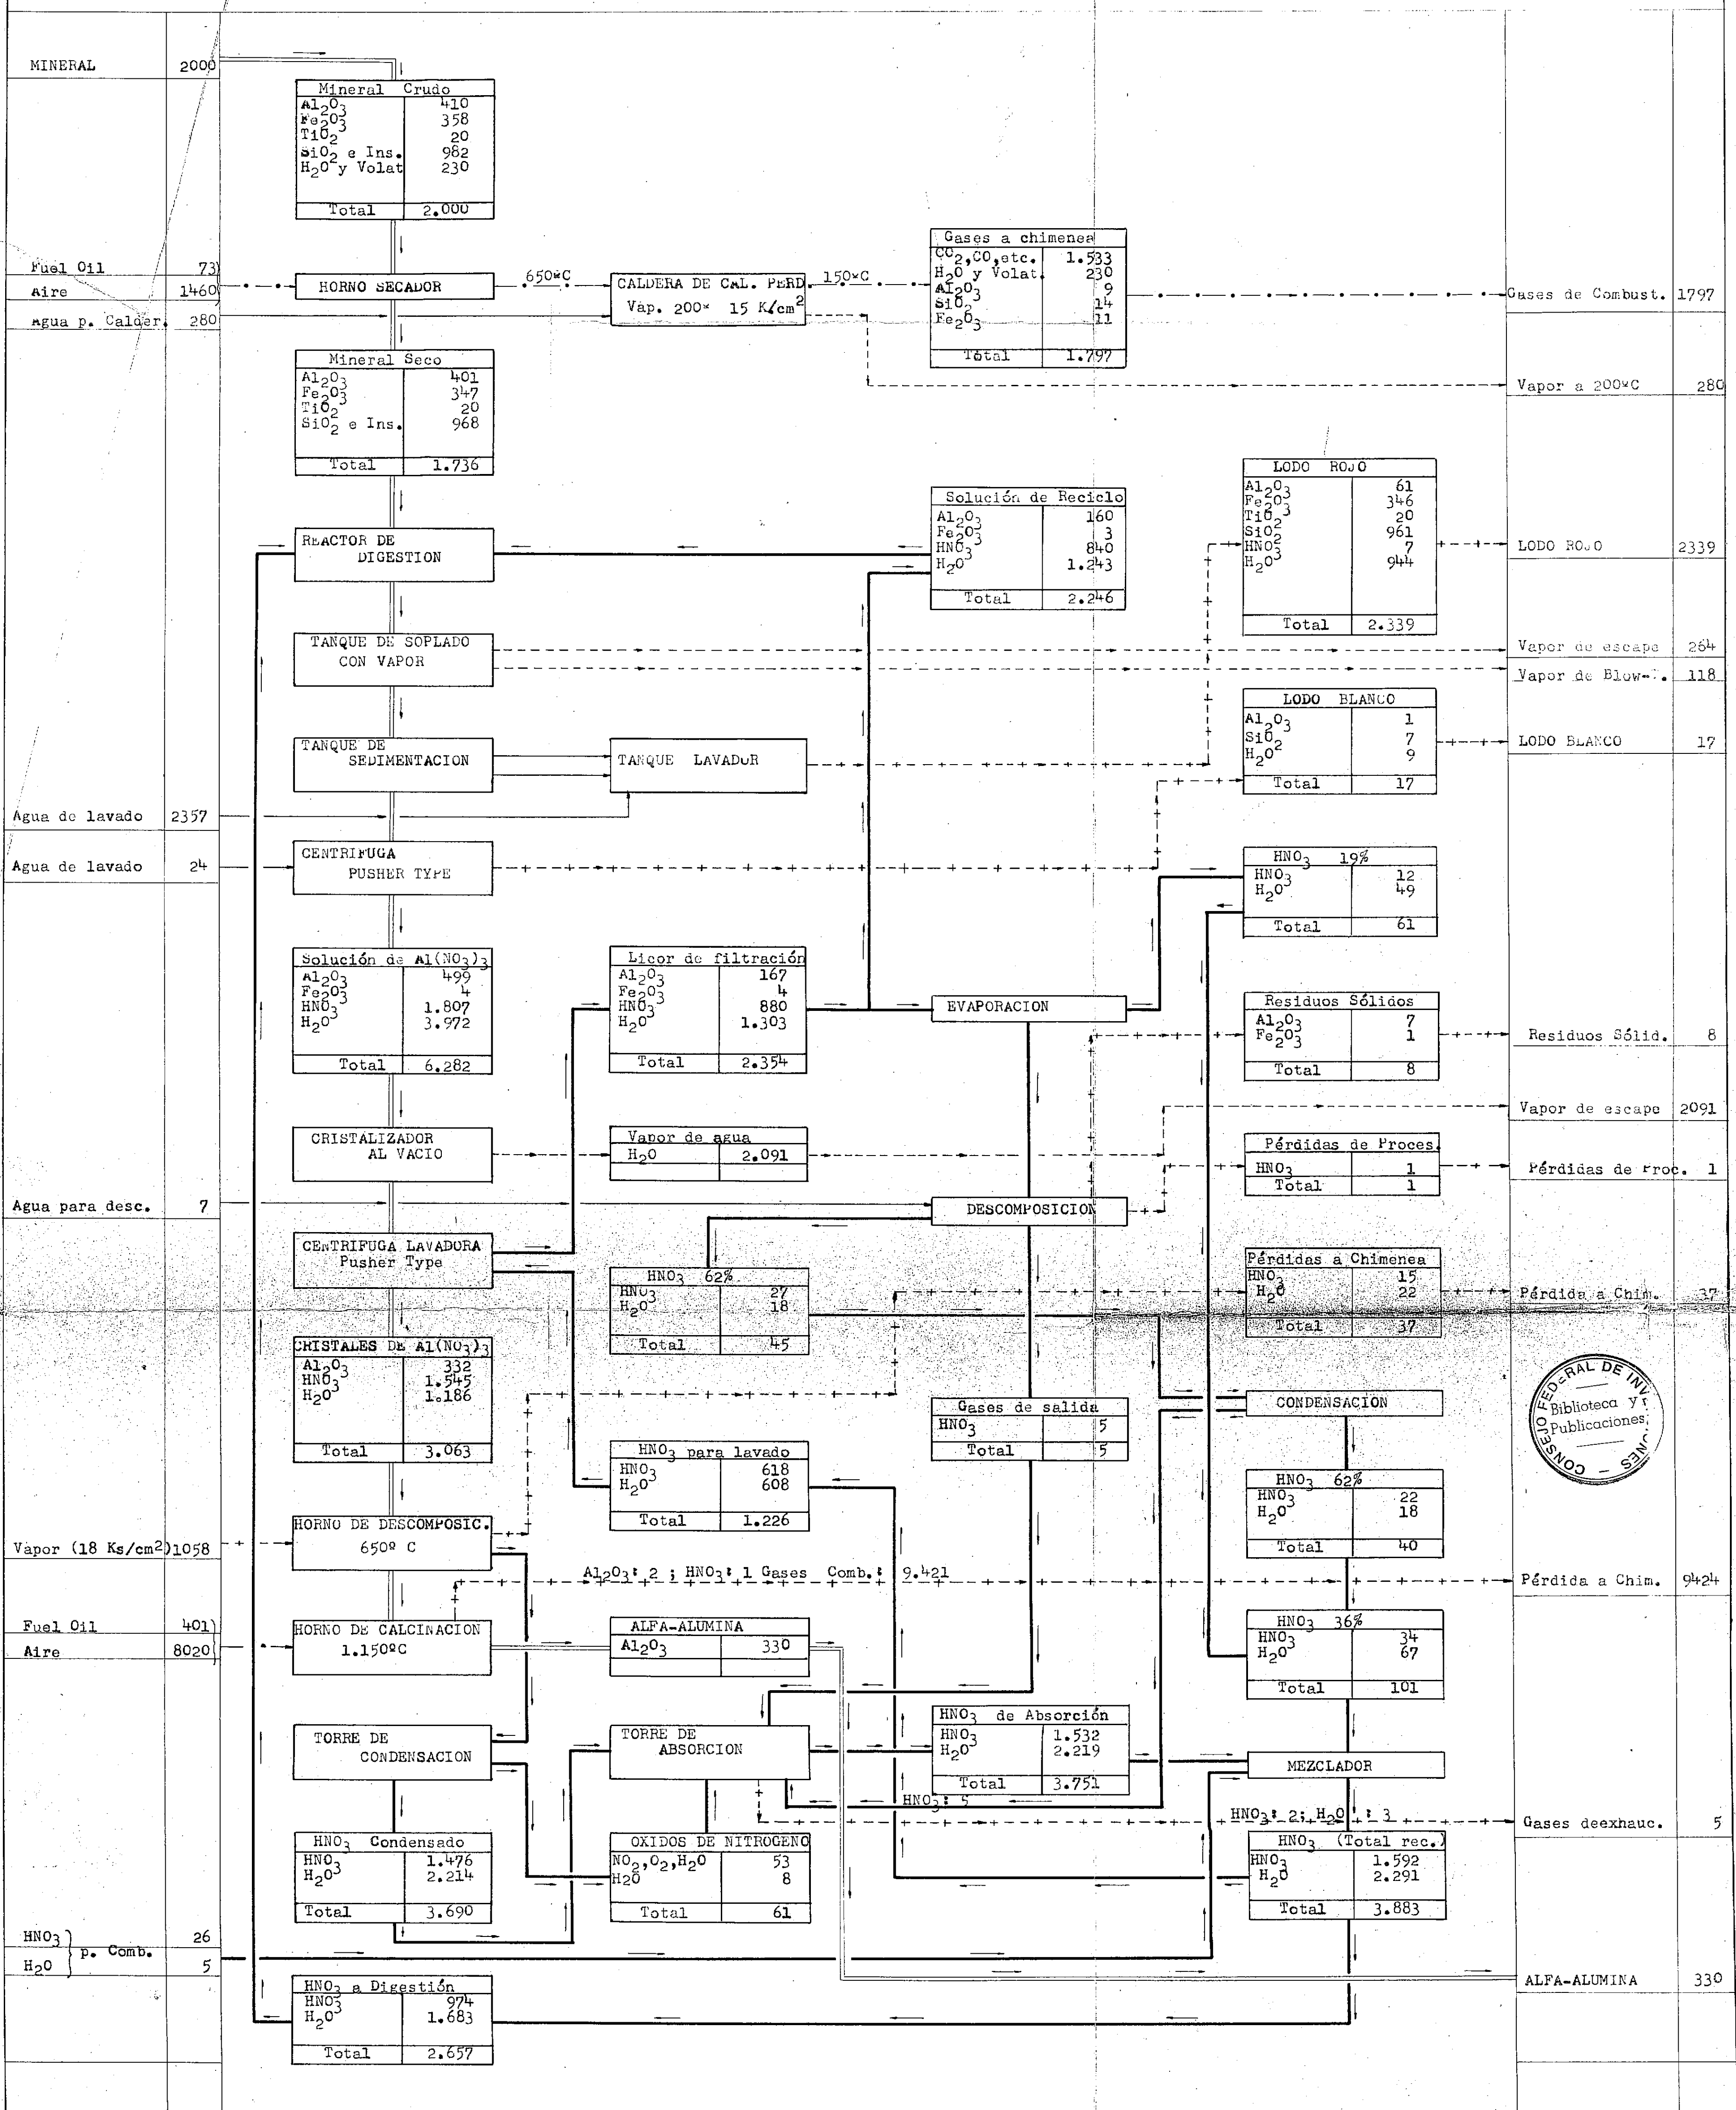 MINERAL 2000
Mineral Crudo
Al2O3 410
Fe2O3 358
TiO2 20
SiO2 e Ins. 982
H2O y Volat 230
Total 2.000
Fuel Oil 73
Aire 1460
Agua p. Calder. 280
HORNO SECADOR
650ºC
CALDERA DE CAL. PERD.
Vap. 200º 15 K/cm2
150ºC
Gases a chimenea
CO2,CO,etc. 1.533
H2O y Volat. 230
Al2O3 9
SiO2 14
Fe2O3 11
Total 1.797
Gases de Combust. 1797
Vapor a 200ºC 280
Mineral Seco
Al2O3 401
Fe2O3 347
TiO2 20
SiO2 e Ins. 968
Total 1.736
REACTOR DE
DIGESTION
Solución de Reciclo
Al2O3 160
Fe2O3 3
HNO3 840
H2O 1.243
Total 2.246
LODO ROJO
Al2O3 61
Fe2O3 346
TiO2 20
SiO2 961
HNO3 7
H2O 944
Total 2.339
LODO ROJO 2339
TANQUE DE SOPLADO
CON VAPOR
Vapor de escape 264
Vapor de Blow-T. 118
TANQUE DE
SEDIMENTACION
TANQUE LAVADOR
LODO BLANCO
Al2O3 1
SiO2 7
H2O 9
Total 17
LODO BLANCO 17
Agua de lavado 2357
Agua de lavado 24
CENTRIFUGA
PUSHER TYPE
HNO3 19%
HNO3 12
H2O 49
Total 61
Solución de Al(NO3)3
Al2O3 499
Fe2O3 4
HNO3 1.807
H2O 3.972
Total 6.282
Licor de filtración
Al2O3 167
Fe2O3 4
HNO3 880
H2O 1.303
Total 2.354
EVAPORACION
Residuos Sólidos
Al2O3 7
Fe2O3 1
Total 8
Residuos Sólid. 8
Vapor de escape 2091
CRISTALIZADOR
AL VACIO
Vapor de agua
H2O 2.091
Pérdidas de Proces.
HNO3 1
Total 1
Pérdidas de Proc. 1
Agua para desc. 7
DESCOMPOSICION
CENTRIFUGA LAVADORA
Pusher Type
HNO3 62%
HNO3 27
H2O 18
Total 45
Pérdidas a Chimenea
HNO3 15
H2O 22
Total 37
Pérdida a Chim. 37
CRISTALES DE Al(NO3)3
Al2O3 332
HNO3 1.545
H2O 1.186
Total 3.063
Gases de salida
HNO3 5
Total 5
CONDENSACION
CONSEJO FEDERAL DE INVERSIONES
Biblioteca y
Publicaciones
HNO3 para lavado
HNO3 618
H2O 608
Total 1.226
HNO3 62%
HNO3 22
H2O 18
Total 40
Vapor (18 Ks/cm2) 1058
HORNO DE DESCOMPOSIC.
650º C
Al2O3: 2 ; HNO3: 1 Gases Comb.: 9.421
Pérdida a Chim. 9424
Fuel Oil 401
Aire 8020
HORNO DE CALCINACION
1.150ºC
ALFA-ALUMINA
Al2O3 330
HNO3 36%
HNO3 34
H2O 67
Total 101
TORRE DE
CONDENSACION
TORRE DE
ABSORCION
HNO3 de Absorción
HNO3 1.532
H2O 2.219
Total 3.751
MEZCLADOR
HNO3: 5
HNO3: 2; H2O : 3
Gases deexhauc. 5
HNO3 Condensado
HNO3 1.476
H2O 2.214
Total 3.690
OXIDOS DE NITROGENO
NO2,O2,H2O 53
H2O 8
Total 61
HNO3 (Total rec.)
HNO3 1.592
H2O 2.291
Total 3.883
HNO3 26
p. Comb.
H2O 5
ALFA-ALUMINA 330
HNO3 a Digestión
HNO3 974
H2O 1.683
Total 2.657